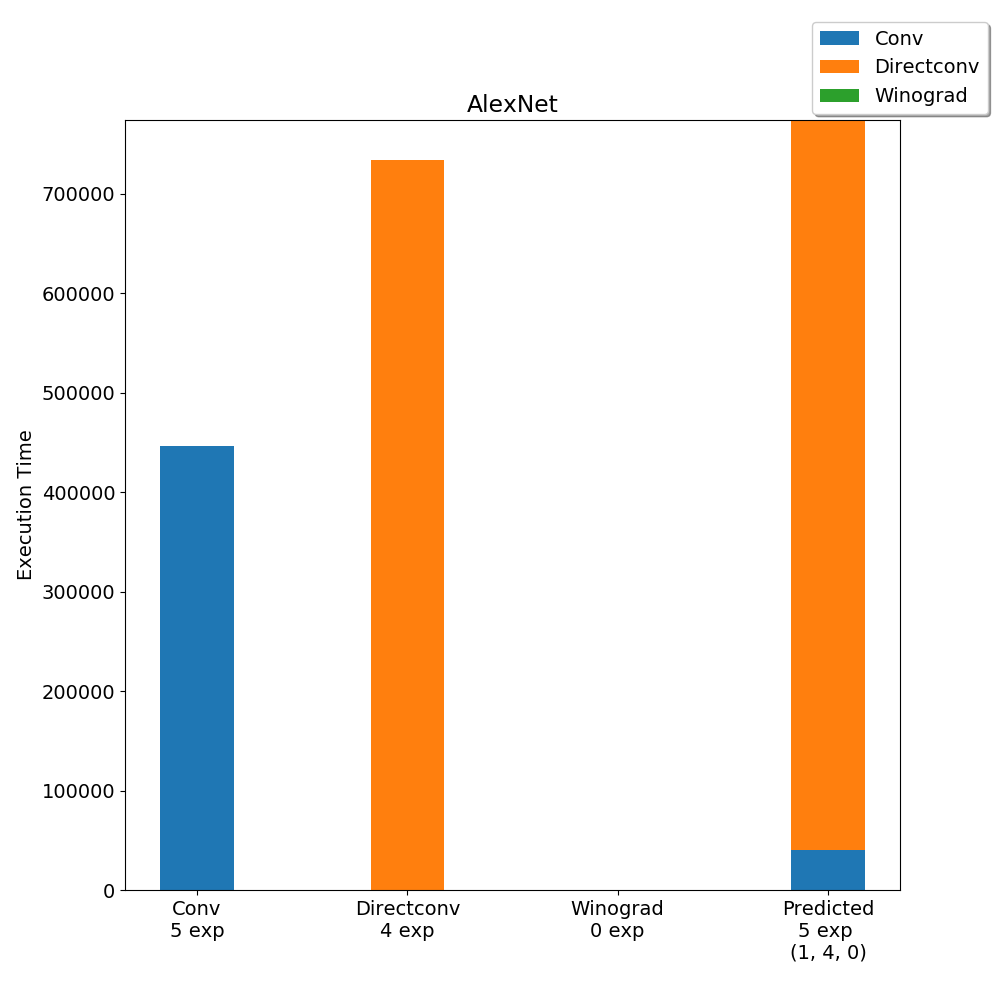 Conv
Directconv
Winograd
AlexNet
Execution Time
700000
600000
500000
400000
300000
200000
100000
0
Conv
5 exp
Directconv
4 exp
Winograd
0 exp
Predicted
5 exp
(1, 4, 0)